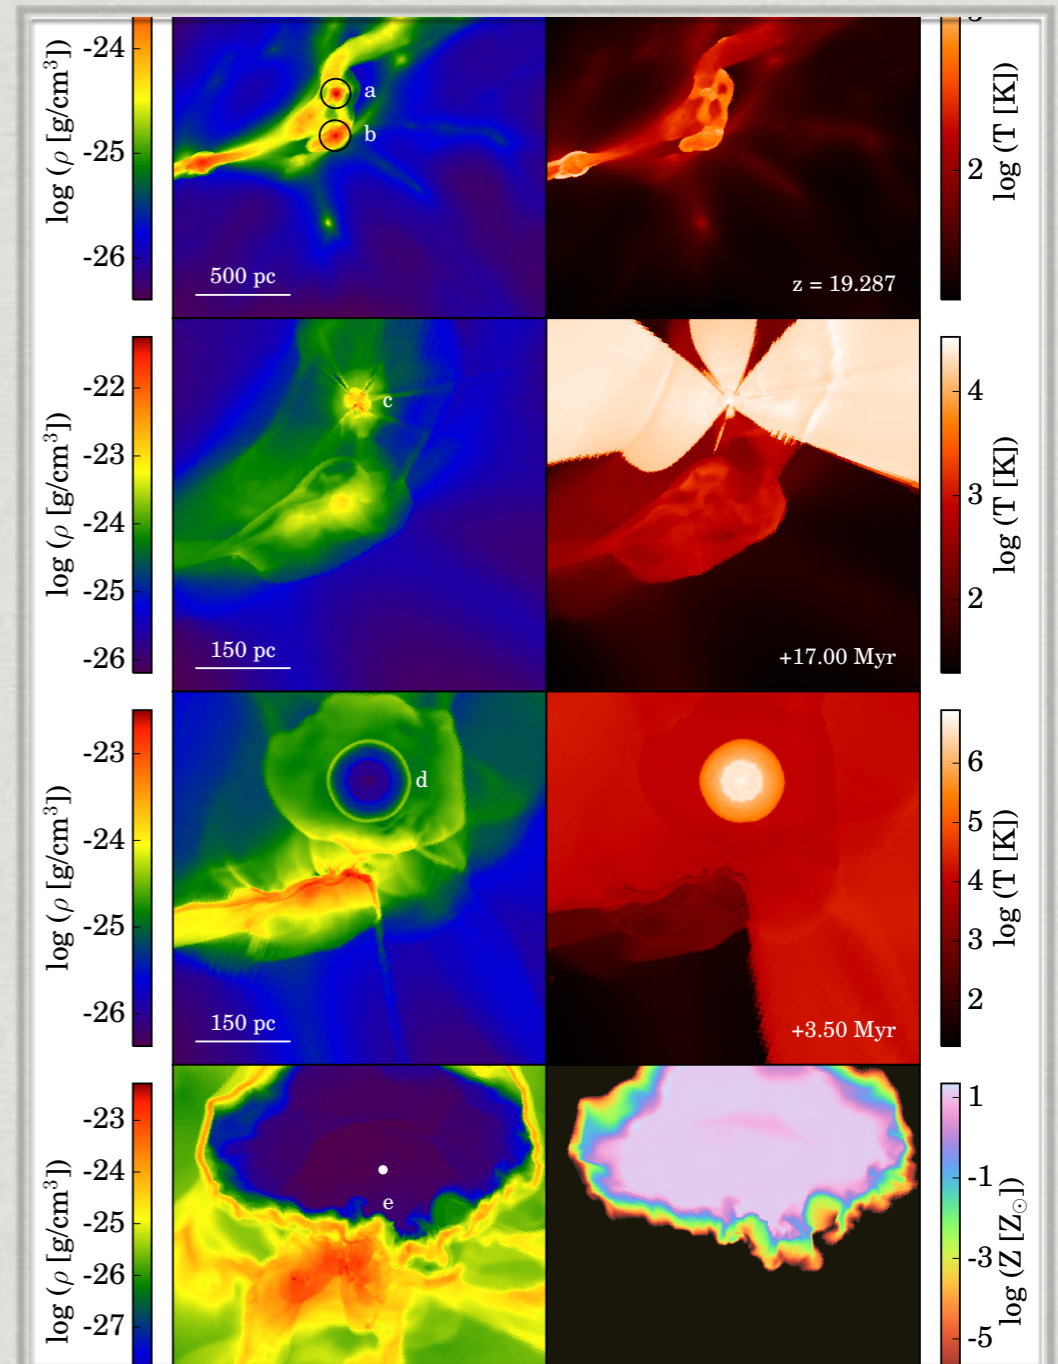 log (ρ [g/cm³])
-24
-25
-26
a
b
500 pc
z = 19.287
2
log (T [K])
log (ρ [g/cm³])
-22
-23
-24
-25
-26
c
150 pc
+17.00 Myr
4
3
2
log (T [K])
log (ρ [g/cm³])
-23
-24
-25
-26
d
150 pc
+3.50 Myr
6
5
4
3
2
log (T [K])
log (ρ [g/cm³])
-23
-24
-25
-26
-27
e
1
-1
-3
-5
log (Z [Z☉])